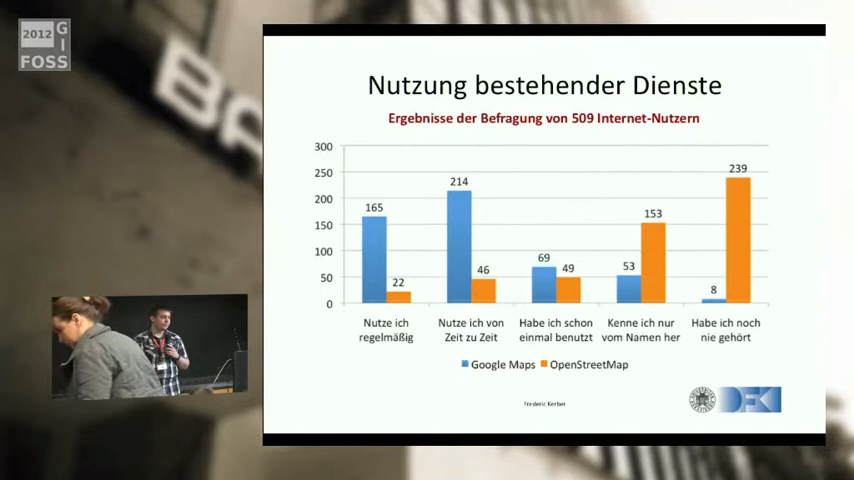 2012
GI
FOSS
BA
Nutzung bestehender Dienste
Ergebnisse der Befragung von 509 Internet-Nutzern
300
250
200
150
100
50
0
165
22
214
46
69
49
53
153
8
239
Nutze ich
regelmäßig
Nutze ich von
Zeit zu Zeit
Habe ich schon
einmal benutzt
Kenne ich nur
vom Namen her
Habe ich noch
nie gehört
Google Maps
OpenStreetMap
Frederic Kerber
DFKI